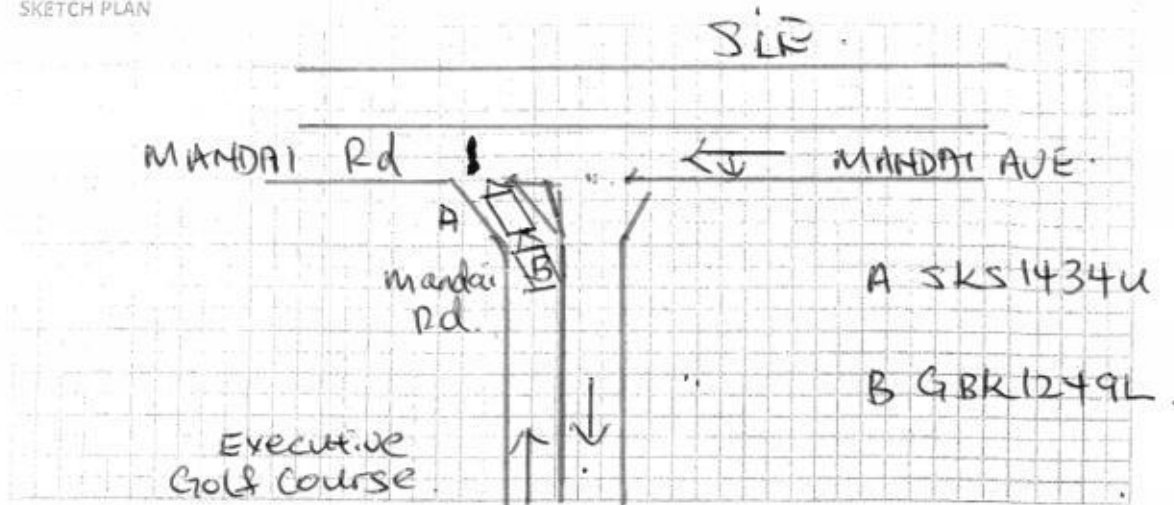 SKETCH PLAN
SLE
MANDAI Rd
MANDAI AVE.
A
B
mandai
Rd.
A SKS1434U
B GBK1249L
Executive
Golf Course